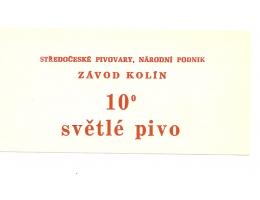 STŘEDOČESKÉ PIVOVARY, NÁRODNÍ PODNIK
ZÁVOD KOLÍN
10°
světlé pivo